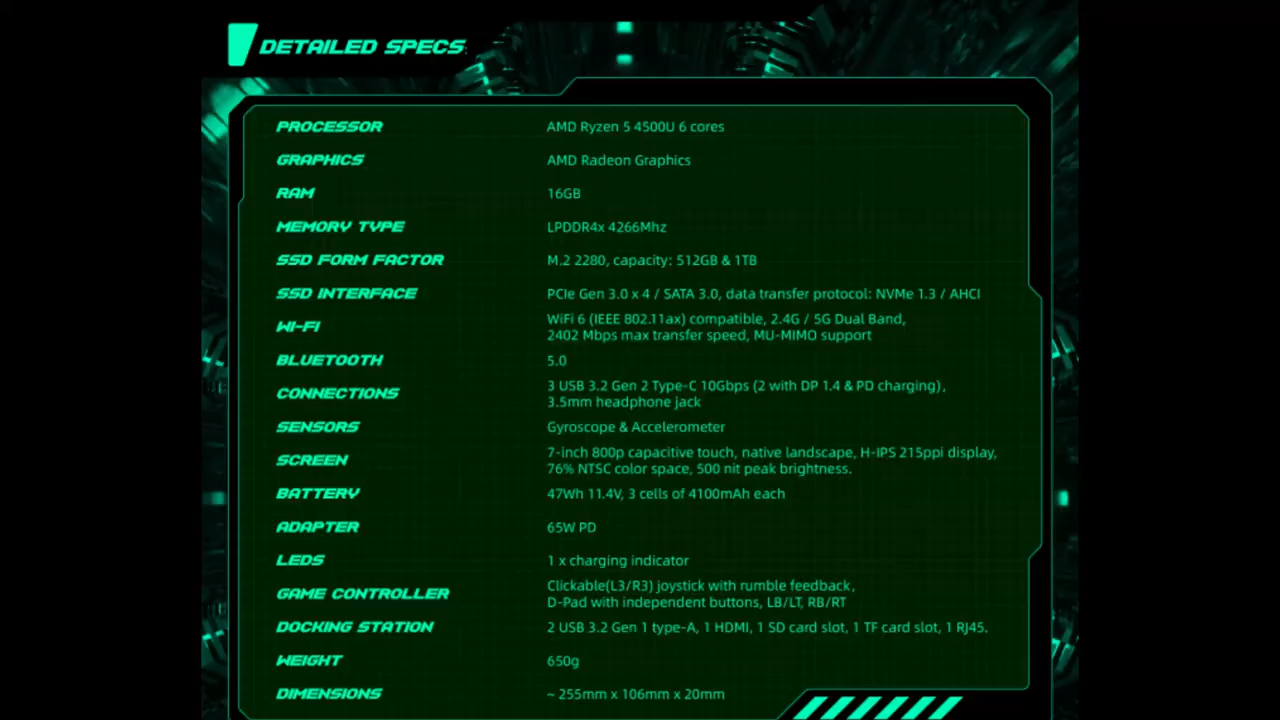 DETAILED SPECS
PROCESSOR AMD Ryzen 5 4500U 6 cores
GRAPHICS AMD Radeon Graphics
RAM 16GB
MEMORY TYPE LPDDR4x 4266Mhz
SSD FORM FACTOR M.2 2280, capacity: 512GB & 1TB
SSD INTERFACE PCIe Gen 3.0 x 4 / SATA 3.0, data transfer protocol: NVMe 1.3 / AHCI
WI-FI WiFi 6 (IEEE 802.11ax) compatible, 2.4G / 5G Dual Band,
2402 Mbps max transfer speed, MU-MIMO support
BLUETOOTH 5.0
CONNECTIONS 3 USB 3.2 Gen 2 Type-C 10Gbps (2 with DP 1.4 & PD charging),
3.5mm headphone jack
SENSORS Gyroscope & Accelerometer
SCREEN 7-inch 800p capacitive touch, native landscape, H-IPS 215ppi display,
76% NTSC color space, 500 nit peak brightness.
BATTERY 47Wh 11.4V, 3 cells of 4100mAh each
ADAPTER 65W PD
LEDS 1 x charging indicator
GAME CONTROLLER Clickable(L3/R3) joystick with rumble feedback,
D-Pad with independent buttons, LB/LT, RB/RT
DOCKING STATION 2 USB 3.2 Gen 1 type-A, 1 HDMI, 1 SD card slot, 1 TF card slot, 1 RJ45.
WEIGHT 650g
DIMENSIONS ~ 255mm x 106mm x 20mm